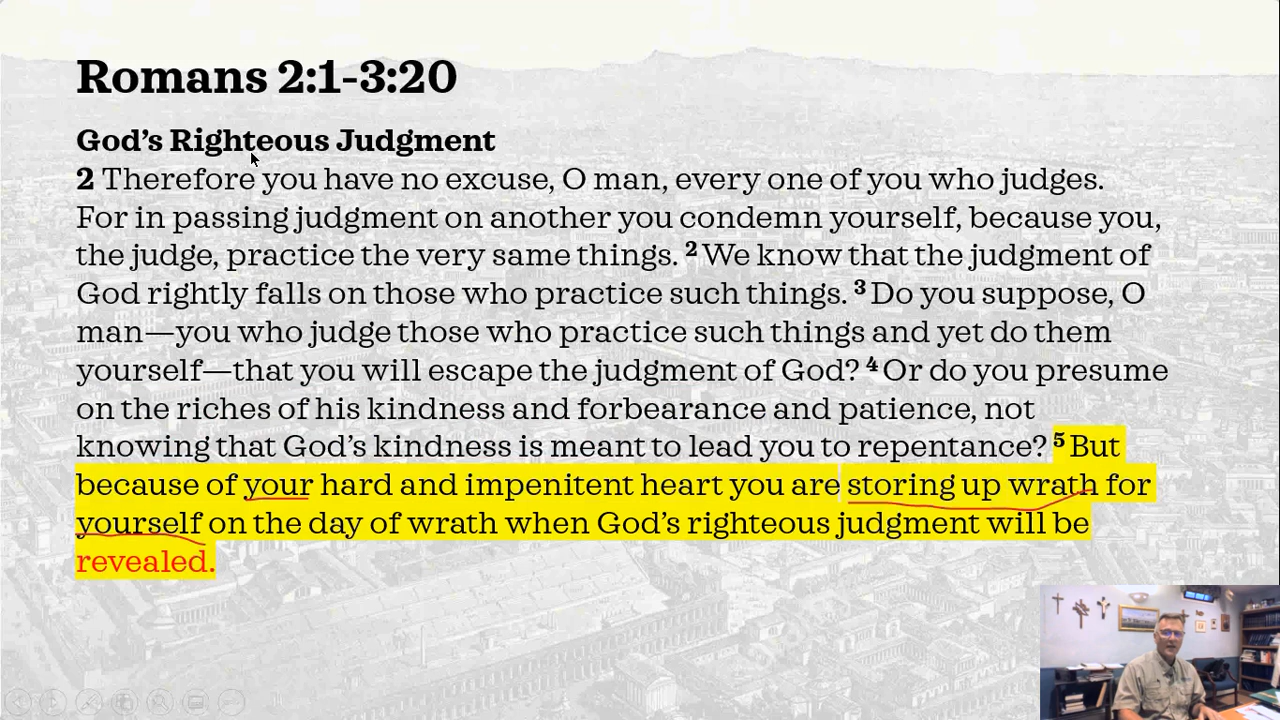 Romans 2:1-3:20
God’s Righteous Judgment
2 Therefore you have no excuse, O man, every one of you who judges.
For in passing judgment on another you condemn yourself, because you,
the judge, practice the very same things. 2 We know that the judgment of
God rightly falls on those who practice such things. 3 Do you suppose, O
man—you who judge those who practice such things and yet do them
yourself—that you will escape the judgment of God? 4 Or do you presume
on the riches of his kindness and forbearance and patience, not
knowing that God’s kindness is meant to lead you to repentance? 5 But
because of your hard and impenitent heart you are storing up wrath for
yourself on the day of wrath when God’s righteous judgment will be
revealed.